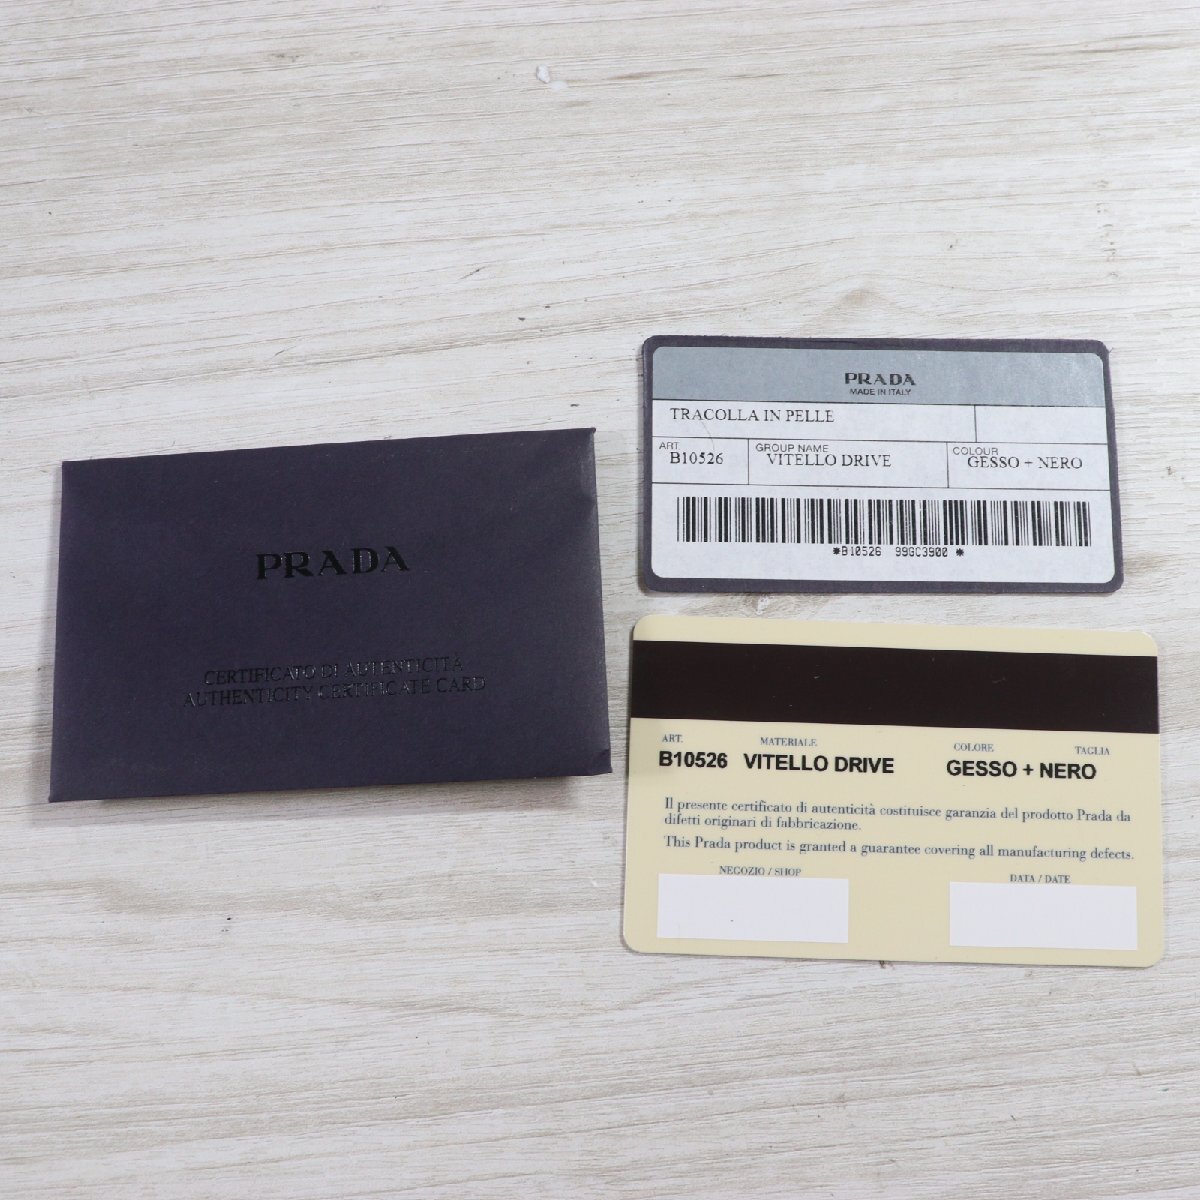 PRADA
CERTIFICATO DI AUTENTICITÀ
AUTHENTICITY CERTIFICATE CARD
PRADA
MADE IN ITALY
TRACOLLA IN PELLE
ART. GROUP NAME COLOUR
B10526 VITELLO DRIVE GESSO + NERO
*B10526 99GC3900 *
ART. MATERIALE COLORE TAGLIA
B10526 VITELLO DRIVE GESSO + NERO
Il presente certificato di autenticità costituisce garanzia del prodotto Prada da
difetti originari di fabbricazione.
This Prada product is granted a guarantee covering all manufacturing defects.
NEGOZIO / SHOP DATA / DATE